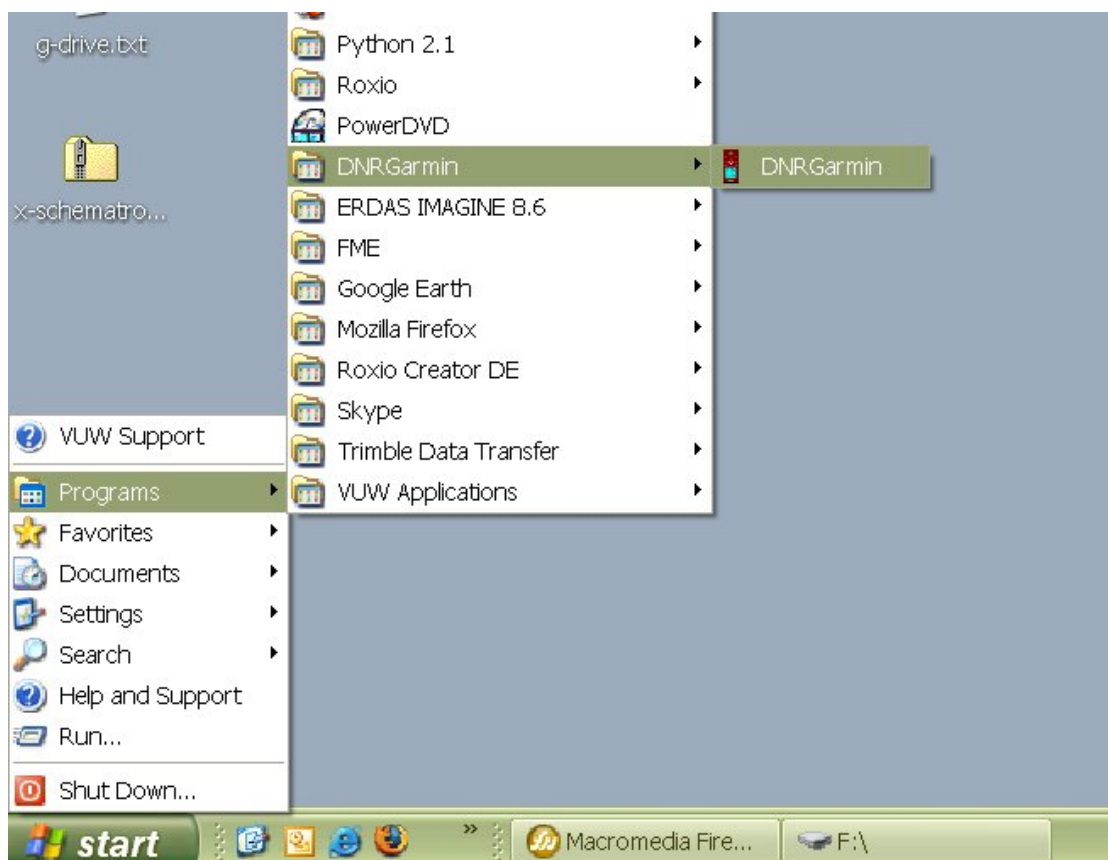 g-drive.txt
x-schematro...
Python 2.1
Roxio
PowerDVD
DNRGarmin
DNRGarmin
ERDAS IMAGINE 8.6
FME
Google Earth
Mozilla Firefox
Roxio Creator DE
Skype
Trimble Data Transfer
VUW Applications
VUW Support
Programs
Favorites
Documents
Settings
Search
Help and Support
Run...
Shut Down...
start
»
Macromedia Fire...
F:\